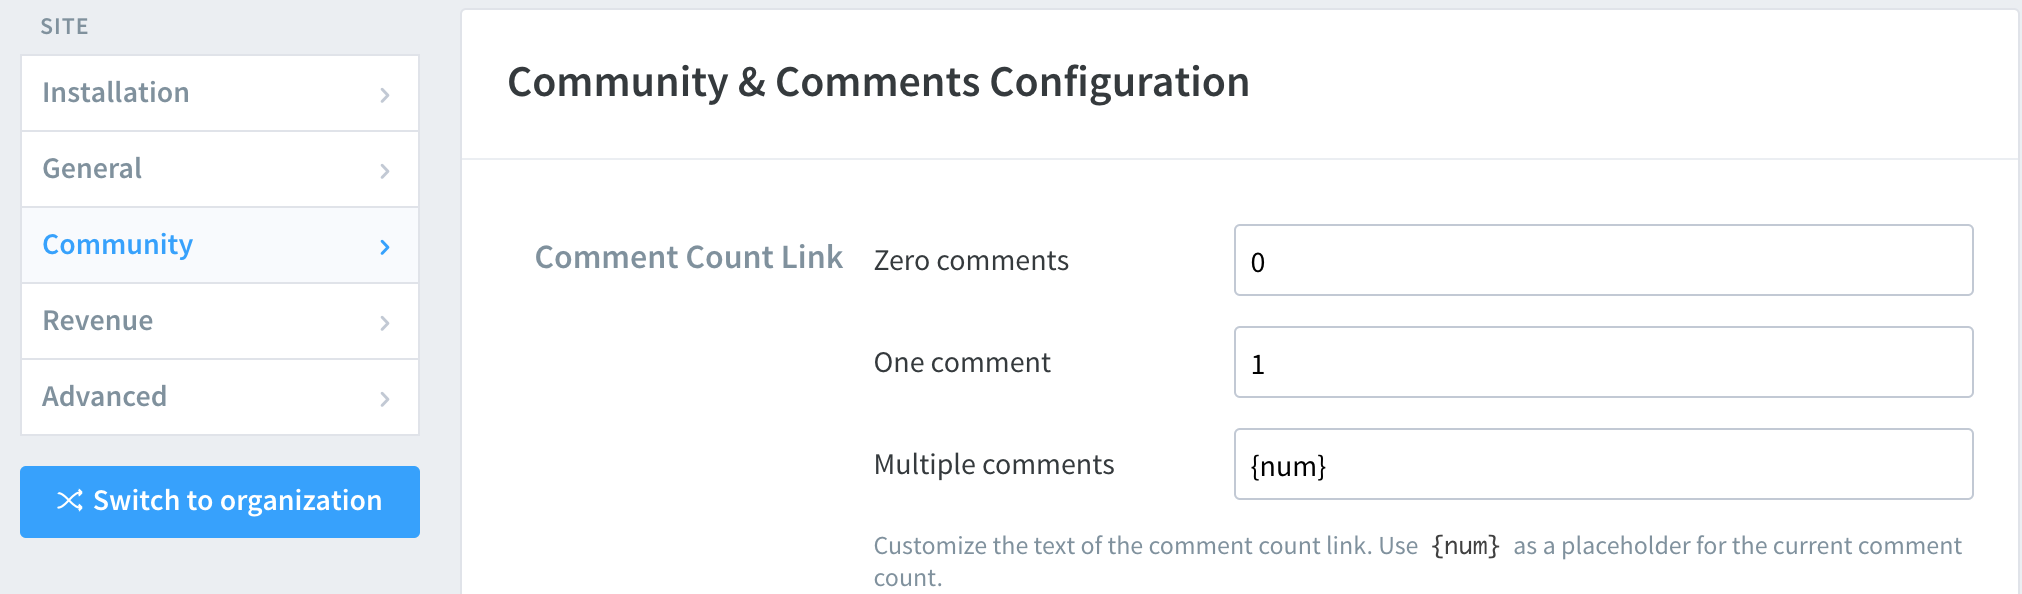 SITE
Installation
General
Community
Revenue
Advanced
Switch to organization
Community & Comments Configuration
Comment Count Link
Zero comments
0
One comment
1
Multiple comments
{num}
Customize the text of the comment count link. Use {num} as a placeholder for the current comment
count.